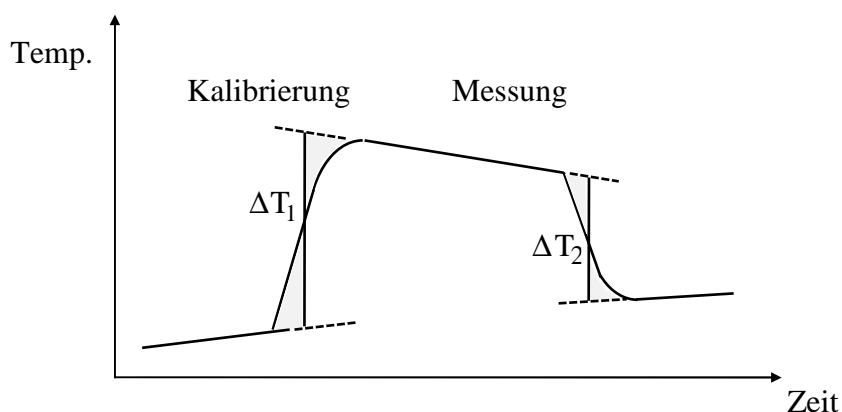 Temp.
Kalibrierung
Messung
ΔT1
ΔT2
Zeit